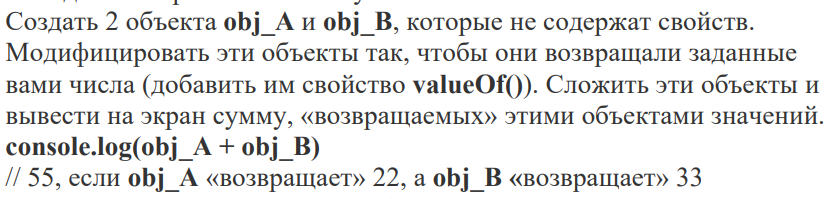 Создать 2 объекта obj_A и obj_B, которые не содержат свойств.
Модифицировать эти объекты так, чтобы они возвращали заданные
вами числа (добавить им свойство valueOf()). Сложить эти объекты и
вывести на экран сумму, «возвращаемых» этими объектами значений.
console.log(obj_A + obj_B)
// 55, если obj_A «возвращает» 22, а obj_B «возвращает» 33